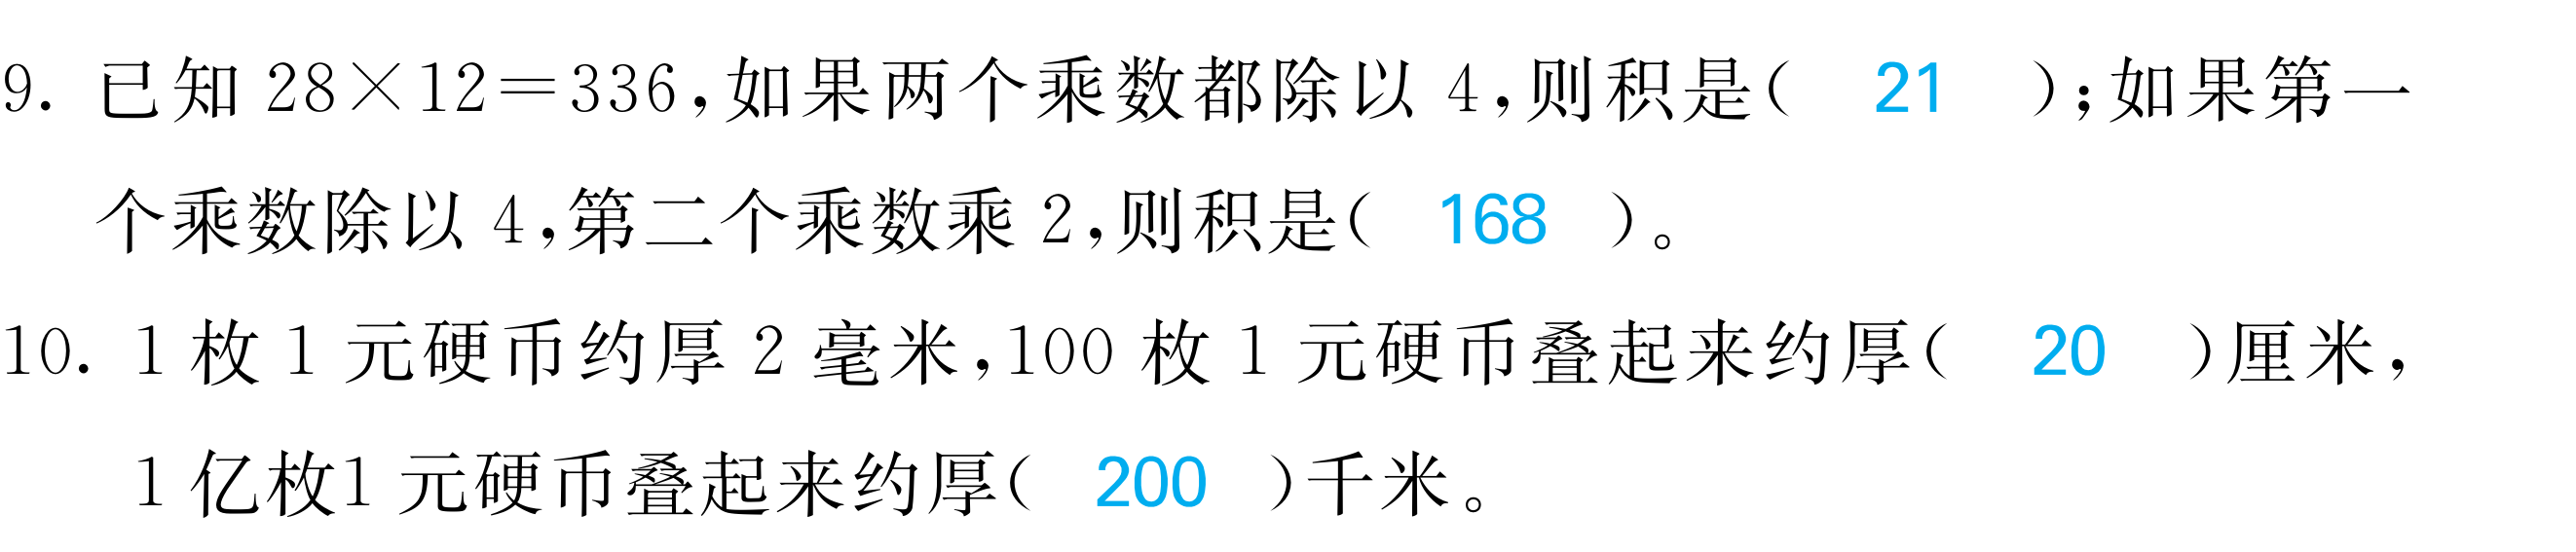 9. 已知 28×12=336,如果两个乘数都除以 4,则积是( 21 );如果第一
个乘数除以 4,第二个乘数乘 2,则积是( 168 )。
10. 1 枚 1 元硬币约厚 2 毫米,100 枚 1 元硬币叠起来约厚( 20 )厘米,
1 亿枚1 元硬币叠起来约厚( 200 )千米。